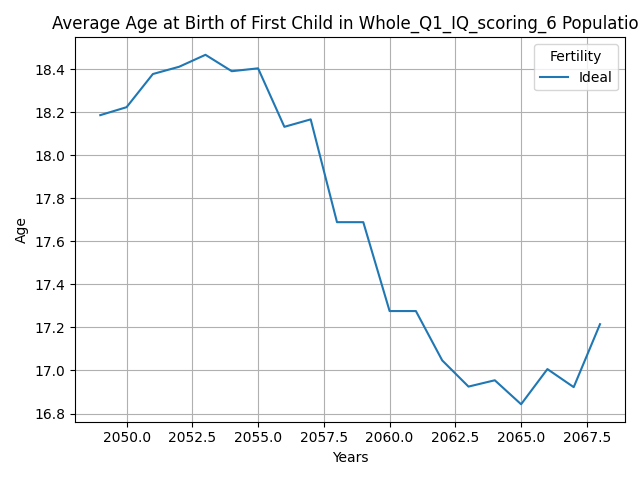 Average Age at Birth of First Child in Whole_Q1_IQ_scoring_6 Populatio
Fertility
Ideal
18.4
18.2
18.0
17.8
17.6
17.4
17.2
17.0
16.8
Age
2050.0 2052.5 2055.0 2057.5 2060.0 2062.5 2065.0 2067.5
Years